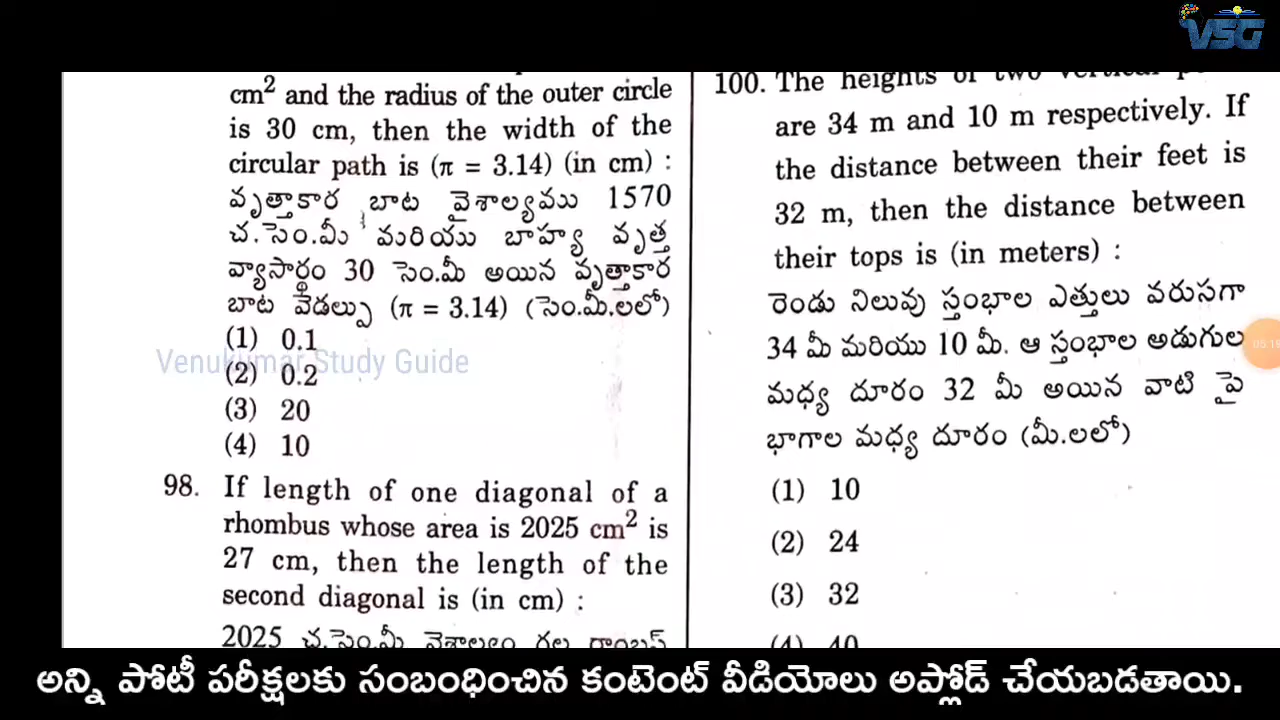 VSG
cm² and the radius of the outer circle
is 30 cm, then the width of the
circular path is (π = 3.14) (in cm) :
వృత్తాకార బాట వైశాల్యము 1570
చ.సెం.మీ మరియు బాహ్య వృత్త
వ్యాసార్థం 30 సెం.మీ అయిన వృత్తాకార
బాట వెడల్పు (π = 3.14) (సెం.మీ.లలో)
(1) 0.1
Venukumar Study Guide
(2) 0.2
(3) 20
(4) 10
98. If length of one diagonal of a
rhombus whose area is 2025 cm² is
27 cm, then the length of the
second diagonal is (in cm) :
2025 చ.సెం.మీ వైశాల్యం గల రాంబస్
100. The heights of two vertical
are 34 m and 10 m respectively. If
the distance between their feet is
32 m, then the distance between
their tops is (in meters) :
రెండు నిలువు స్తంభాల ఎత్తులు వరుసగా
34 మీ మరియు 10 మీ. ఆ స్తంభాల అడుగుల
మధ్య దూరం 32 మీ అయిన వాటి పై
భాగాల మధ్య దూరం (మీ.లలో)
(1) 10
(2) 24
(3) 32
(4) 40
అన్ని పోటీ పరీక్షలకు సంబంధించిన కంటెంట్ వీడియోలు అప్లోడ్ చేయబడతాయి.